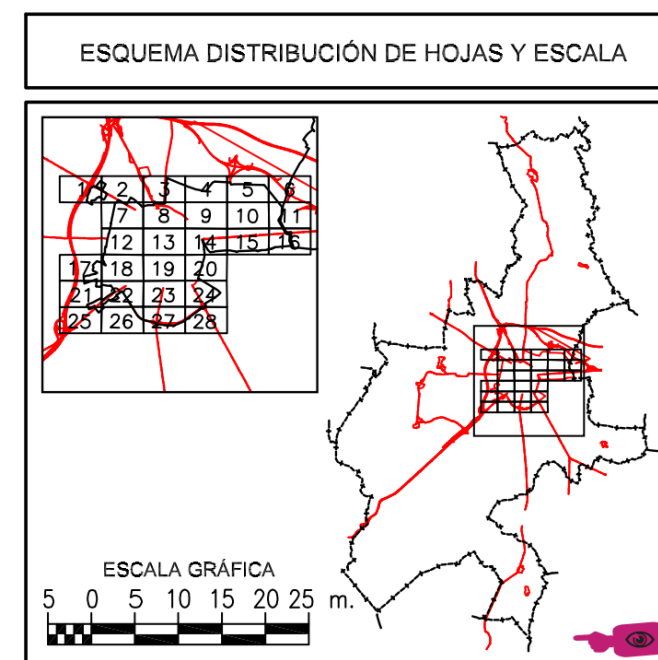 ESQUEMA DISTRIBUCIÓN DE HOJAS Y ESCALA
1 2 3 4 5 6
7 8 9 10 11
12 13 14 15 16
17 18 19 20
21 22 23 24
25 26 27 28
ESCALA GRÁFICA
5 0 5 10 15 20 25 m.